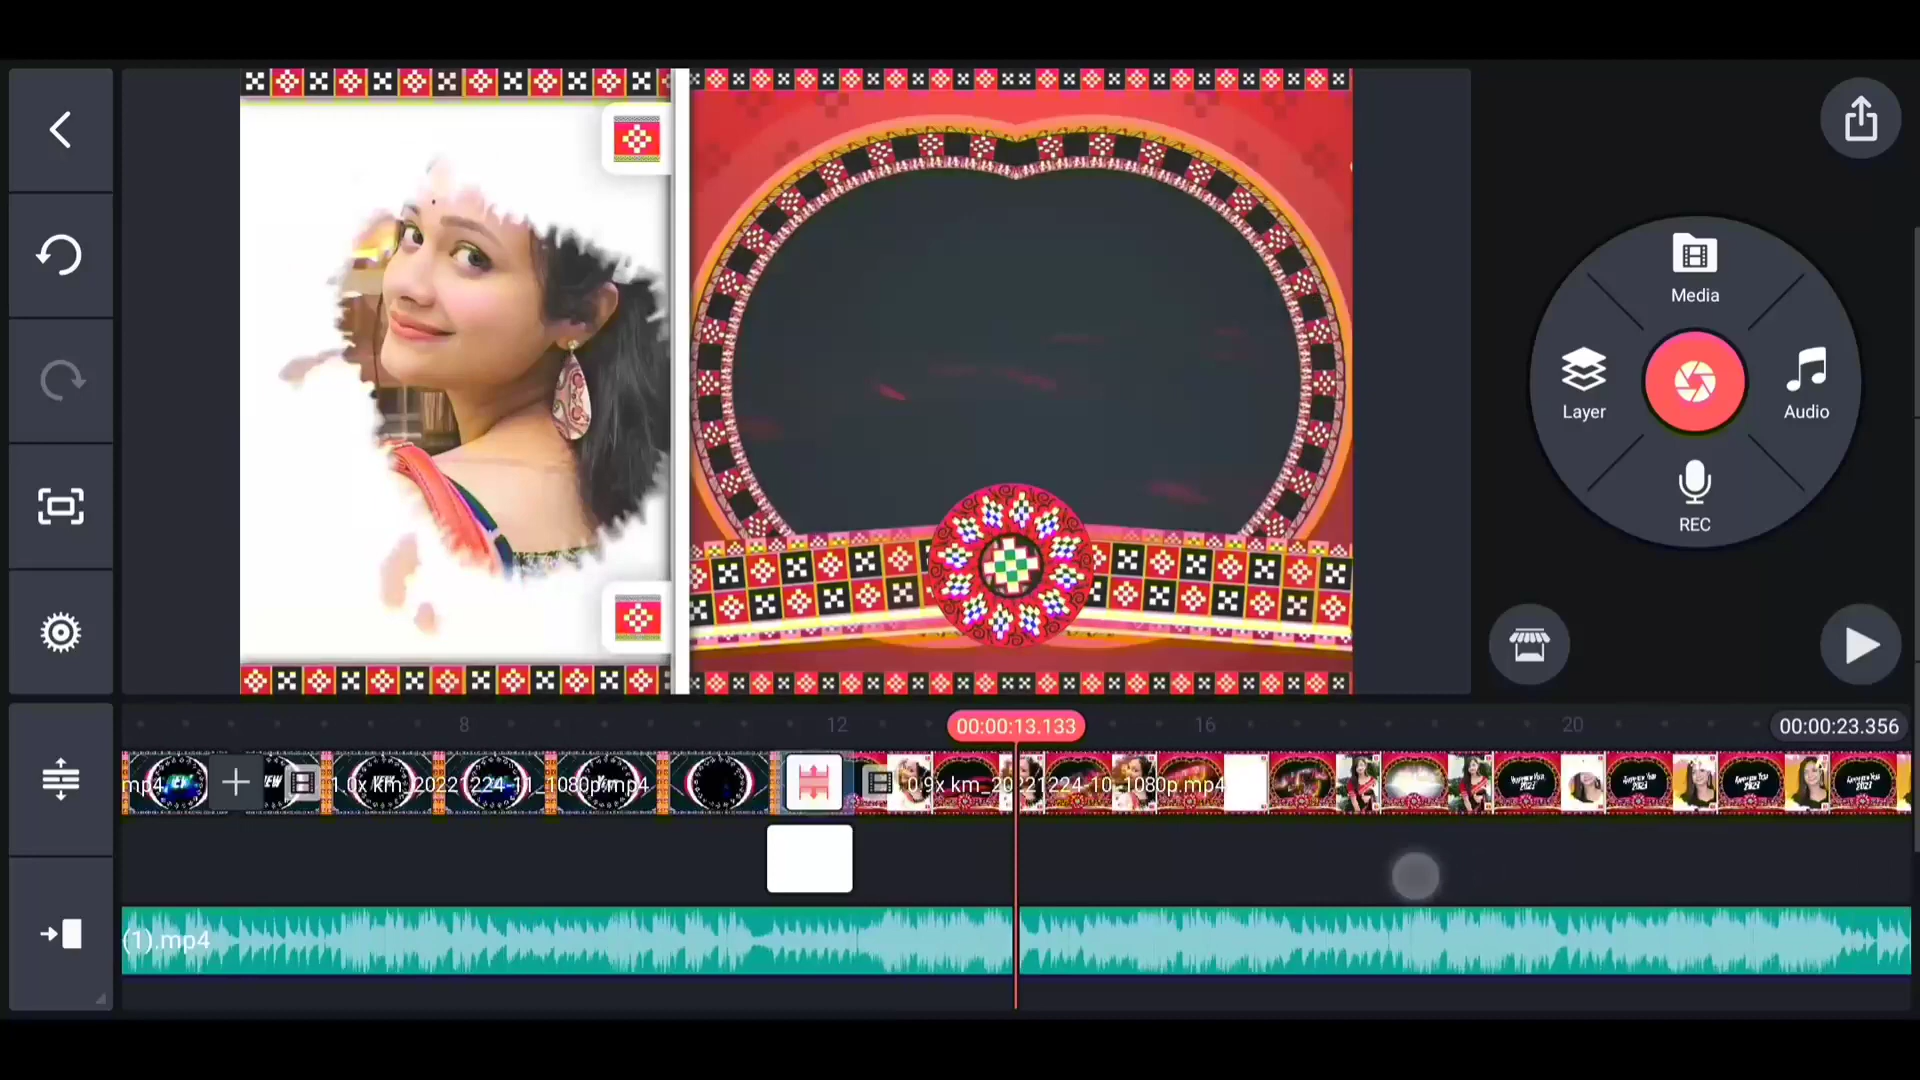 Media
Layer
Audio
REC
8
12
00:00:13.133
16
20
00:00:23.356
mp4
1.0x km_20221224-11_1080p.mp4
0.9x km_20221224-10_1080p.mp4
(1).mp4